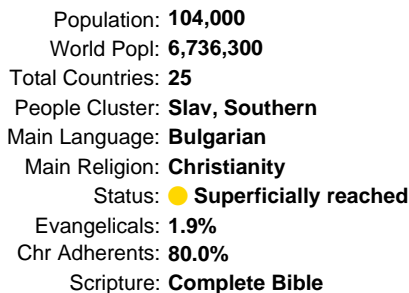 Population: 104,000
World Popl: 6,736,300
Total Countries: 25
People Cluster: Slav, Southern
Main Language: Bulgarian
Main Religion: Christianity
Status: Superficially reached
Evangelicals: 1.9%
Chr Adherents: 80.0%
Scripture: Complete Bible